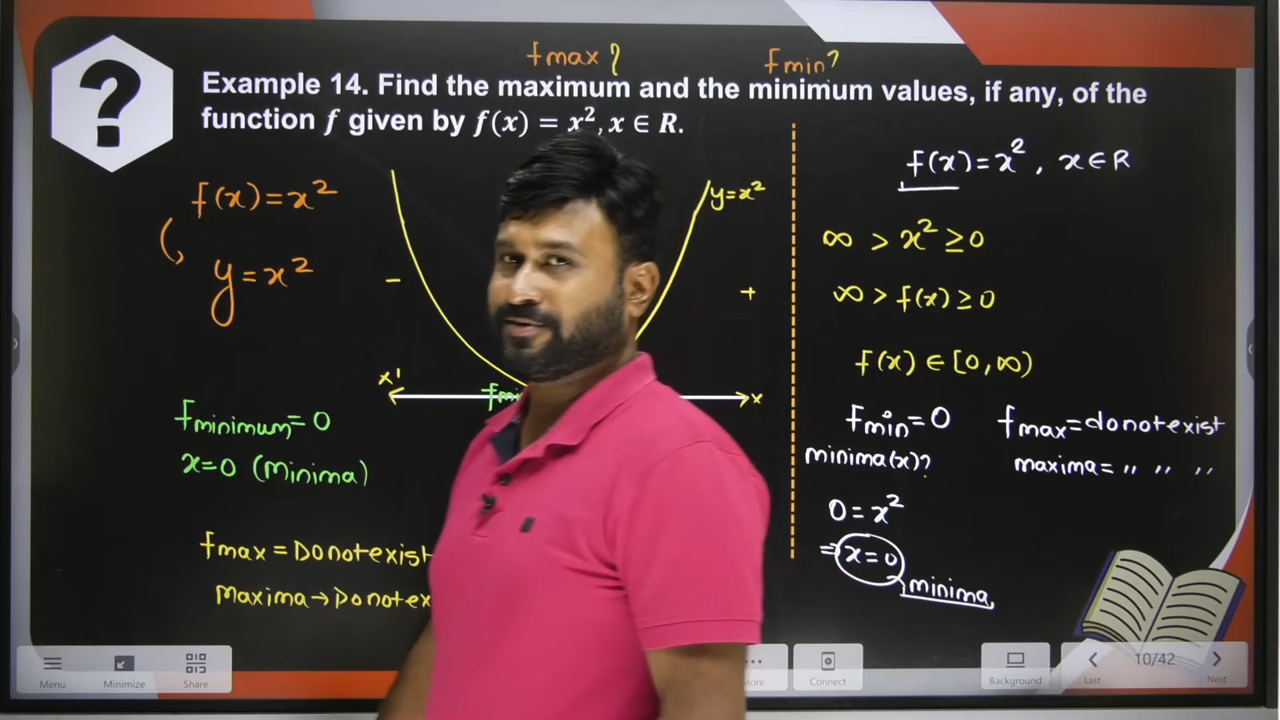 fmax?
fmin?
?
Example 14. Find the maximum and the minimum values, if any, of the
function f given by f(x) = x², x ∈ R.
f(x)=x²
y=x²
-
+
y=x²
x'
x
fminimum=0
x=0 (Minima)
fmax=Donotexist
Maxima→Donotex
f(x)=x², x∈R
∞ > x² ≥0
∞ > f(x) ≥0
f(x) ∈ [0,∞)
fmin=0
fmax=donotexist
minima(x)?
maxima= " " "
0=x²
⇒x=0
minima
Menu
Minimize
Share
Connect
Background
Last
10/42
Next